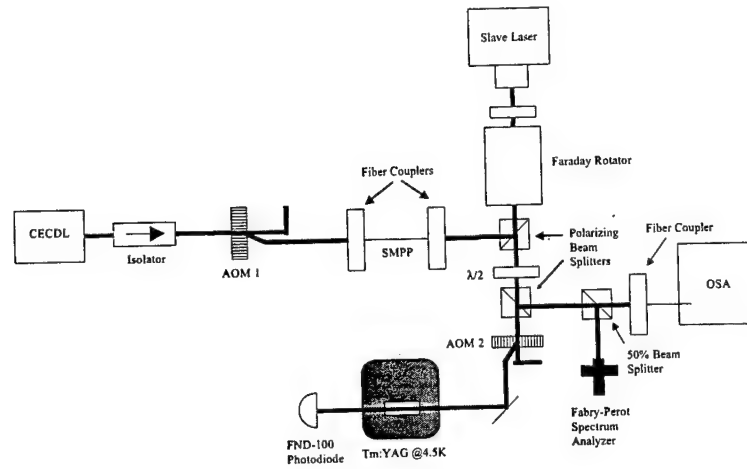 Slave Laser
Faraday Rotator
Fiber Couplers
Fiber Coupler
CECDL
Isolator
AOM 1
SMPP
Polarizing
Beam
Splitters
λ/2
OSA
AOM 2
50% Beam
Splitter
Fabry-Perot
Spectrum
Analyzer
FND-100
Photodiode
Tm:YAG @4.5K